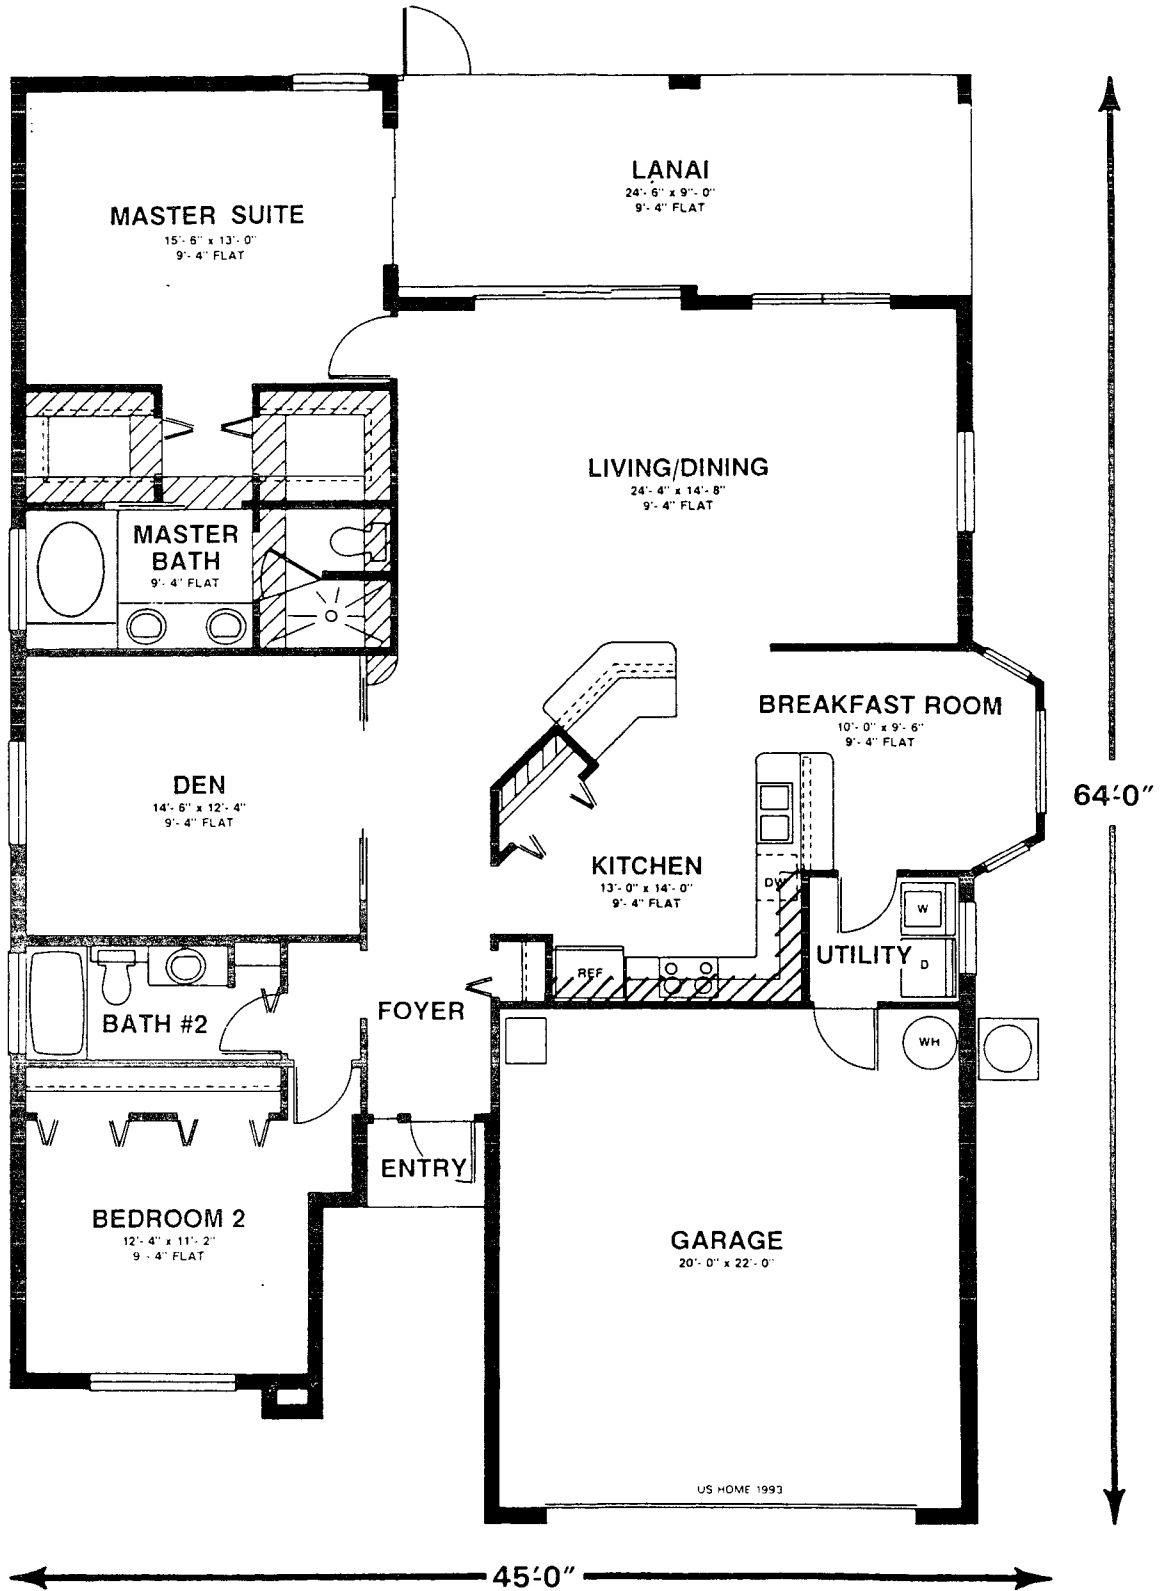 LANAI
24'- 6" x 9"- 0"
9'- 4" FLAT
MASTER SUITE
15'- 6" x 13'- 0"
9'- 4" FLAT
LIVING/DINING
24'- 4" x 14'- 8"
9'- 4" FLAT
MASTER
BATH
9'- 4" FLAT
BREAKFAST ROOM
10'- 0" x 9'- 6"
9'- 4" FLAT
DEN
14'- 6" x 12'- 4"
9'- 4" FLAT
64'-0"
KITCHEN
13'- 0" x 14'- 0"
9'- 4" FLAT
DW
W
UTILITY
D
REF
BATH #2
FOYER
WH
ENTRY
BEDROOM 2
12'- 4" x 11'- 2"
9 - 4" FLAT
GARAGE
20'- 0" x 22'- 0"
US HOME 1993
45'-0"